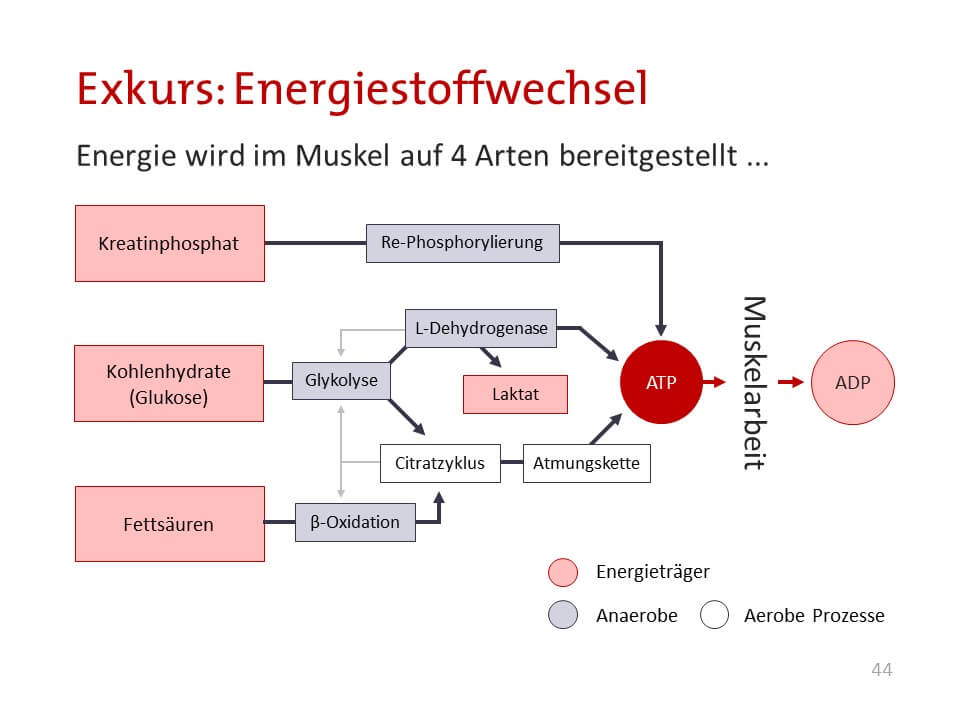 Exkurs: Energiestoffwechsel
Energie wird im Muskel auf 4 Arten bereitgestellt ...
Kreatinphosphat
Re-Phosphorylierung
L-Dehydrogenase
Kohlenhydrate
(Glukose)
Glykolyse
Laktat
ATP
Muskelarbeit
ADP
Citratzyklus
Atmungskette
Fettsäuren
β-Oxidation
Energieträger
Anaerobe
Aerobe Prozesse
44